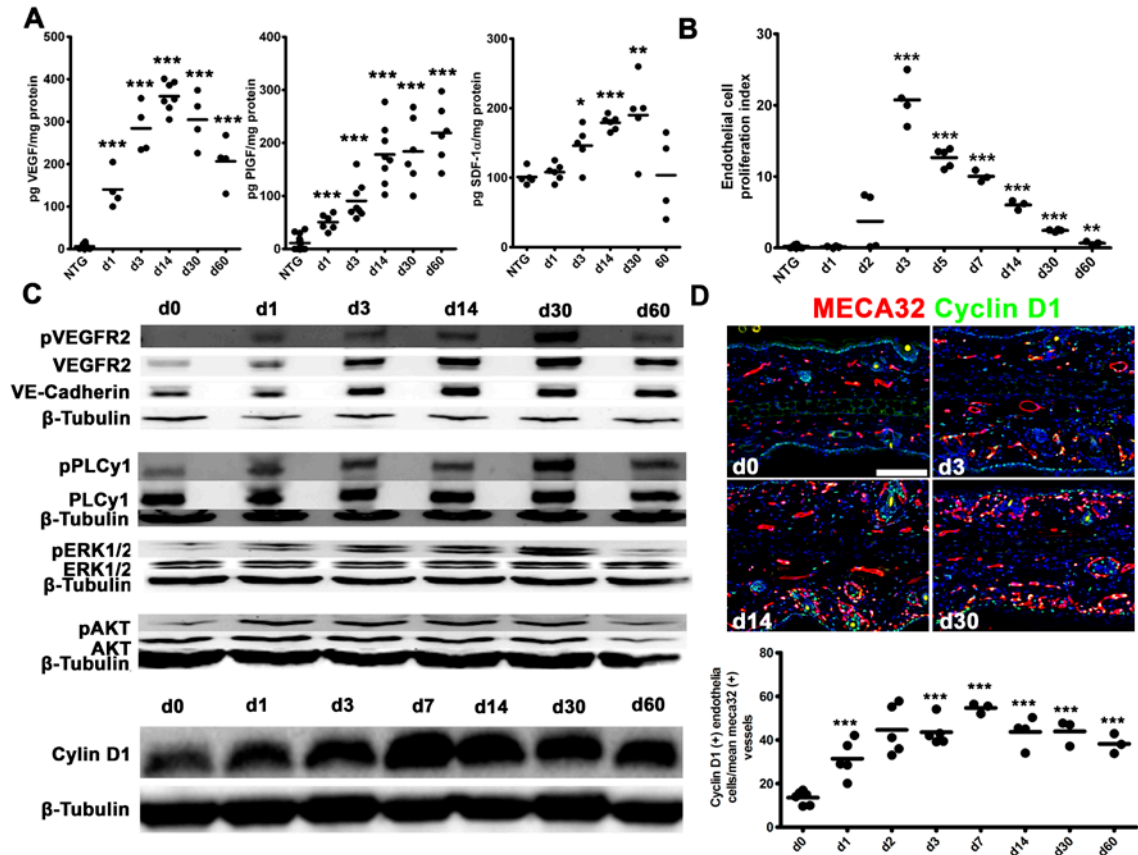 A
B
pg VEGF/mg protein
500
400
300
200
100
0
***
***
***
***
***
NTG
d1
d3
d14
d30
d60
pg PIGF/mg protein
400
300
200
100
0
***
***
***
***
***
NTG
d1
d3
d14
d30
d60
pg SDF-1α/mg protein
300
200
100
0
*
***
**
NTG
d1
d3
d14
d30
60
Endothelial cell
proliferation index
30
20
10
0
***
***
***
***
***
**
NTG
d1
d2
d3
d5
d7
d14
d30
d60
C
d0 d1 d3 d14 d30 d60
pVEGFR2
VEGFR2
VE-Cadherin
β-Tubulin
pPLCy1
PLCy1
β-Tubulin
pERK1/2
ERK1/2
β-Tubulin
pAKT
AKT
β-Tubulin
d0 d1 d3 d7 d14 d30 d60
Cylin D1
β-Tubulin
D
MECA32 Cyclin D1
d0
d3
d14
d30
Cyclin D1 (+) endothelia
cells/mean meca32 (+)
vessels
80
60
40
20
0
***
***
***
***
***
***
d0
d1
d2
d3
d7
d14
d30
d60